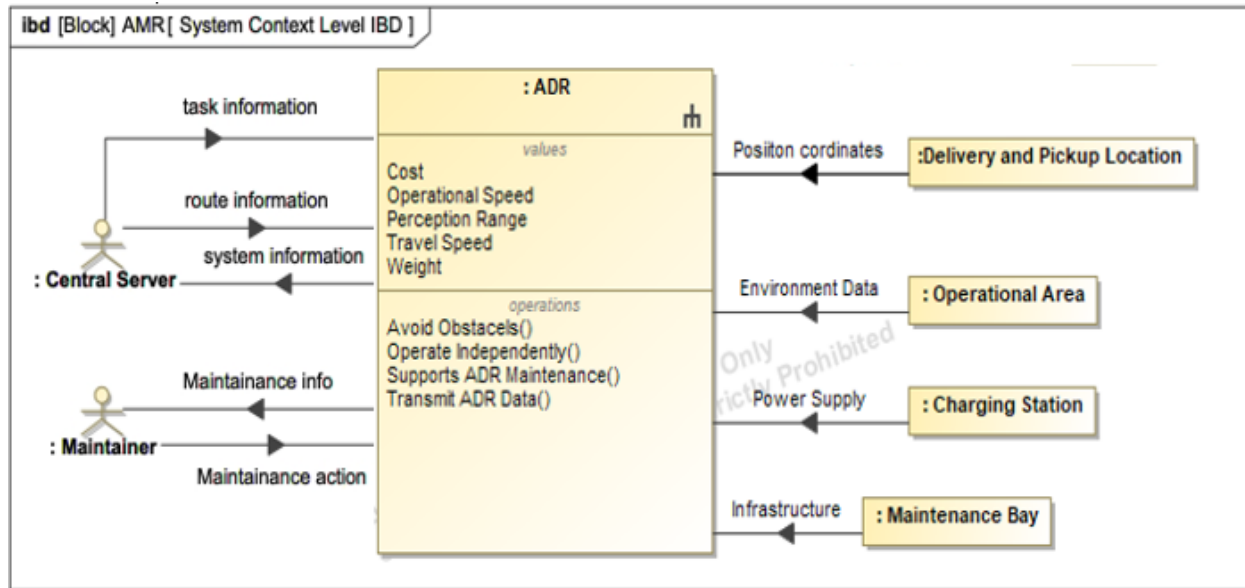 ibd [Block] AMR[ System Context Level IBD ]
: ADR
values
Cost
Operational Speed
Perception Range
Travel Speed
Weight
operations
Avoid Obstacels()
Operate Independently()
Supports ADR Maintenance()
Transmit ADR Data()
task information
route information
system information
: Central Server
Maintainance info
: Maintainer
Maintainance action
Posiiton cordinates
:Delivery and Pickup Location
Environment Data
: Operational Area
Only
rictly Prohibited
Power Supply
: Charging Station
Infrastructure
: Maintenance Bay